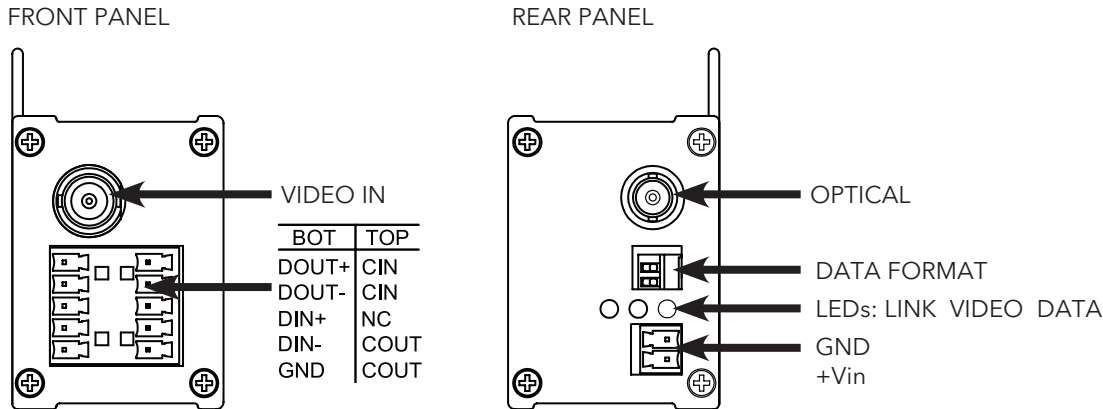 FRONT PANEL
VIDEO IN
BOT TOP
DOUT+ CIN
DOUT- CIN
DIN+ NC
DIN- COUT
GND COUT
REAR PANEL
OPTICAL
DATA FORMAT
LEDs: LINK VIDEO DATA
GND
+Vin